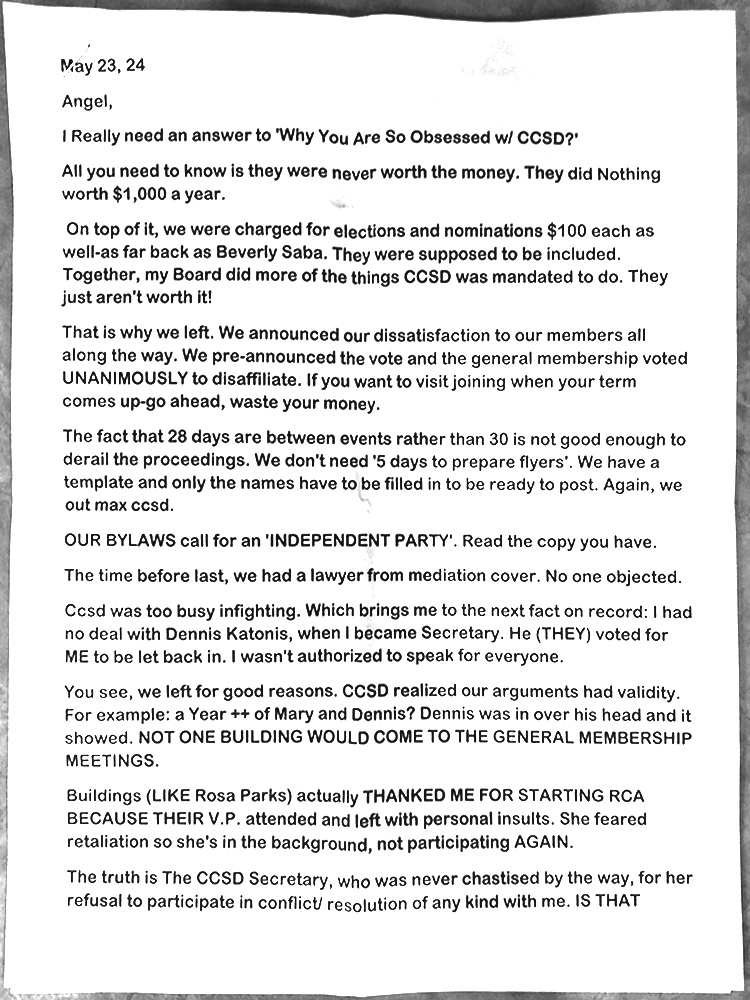 May 23, 24
Angel,
I Really need an answer to 'Why You Are So Obsessed w/ CCSD?'
All you need to know is they were never worth the money. They did Nothing
worth $1,000 a year.
On top of it, we were charged for elections and nominations $100 each as
well-as far back as Beverly Saba. They were supposed to be included.
Together, my Board did more of the things CCSD was mandated to do. They
just aren't worth it!
That is why we left. We announced our dissatisfaction to our members all
along the way. We pre-announced the vote and the general membership voted
UNANIMOUSLY to disaffiliate. If you want to visit joining when your term
comes up-go ahead, waste your money.
The fact that 28 days are between events rather than 30 is not good enough to
derail the proceedings. We don't need '5 days to prepare flyers'. We have a
template and only the names have to be filled in to be ready to post. Again, we
out max ccsd.
OUR BYLAWS call for an 'INDEPENDENT PARTY'. Read the copy you have.
The time before last, we had a lawyer from mediation cover. No one objected.
Ccsd was too busy infighting. Which brings me to the next fact on record: I had
no deal with Dennis Katonis, when I became Secretary. He (THEY) voted for
ME to be let back in. I wasn't authorized to speak for everyone.
You see, we left for good reasons. CCSD realized our arguments had validity.
For example: a Year ++ of Mary and Dennis? Dennis was in over his head and it
showed. NOT ONE BUILDING WOULD COME TO THE GENERAL MEMBERSHIP
MEETINGS.
Buildings (LIKE Rosa Parks) actually THANKED ME FOR STARTING RCA
BECAUSE THEIR V.P. attended and left with personal insults. She feared
retaliation so she's in the background, not participating AGAIN.
The truth is The CCSD Secretary, who was never chastised by the way, for her
refusal to participate in conflict/ resolution of any kind with me. IS THAT